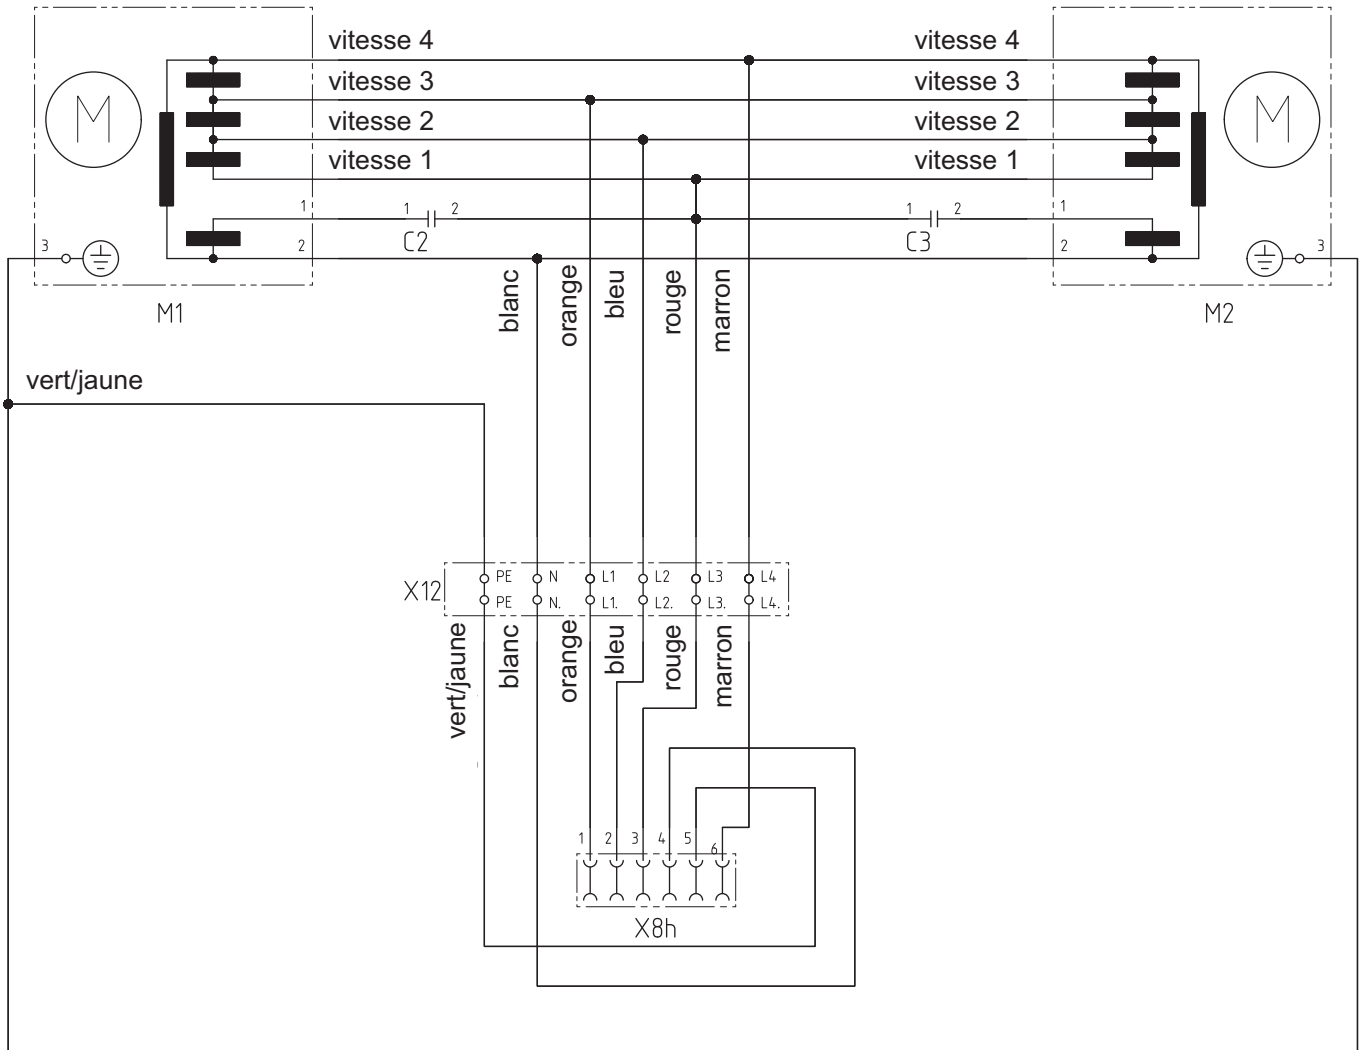 vitesse 4 vitesse 4
vitesse 3 vitesse 3
M M
vitesse 2 vitesse 2
vitesse 1 vitesse 1
1 1 2 1 2 1
3 2 C2 C3 2 3
M1 M2
blanc
orange
bleu
rouge
marron
vert/jaune
PE N L1 L2 L3 L4
X12
PE N. L1. L2. L3. L4.
vert/jaune
blanc
orange
bleu
rouge
marron
1 2 3 4 5 6
X8h